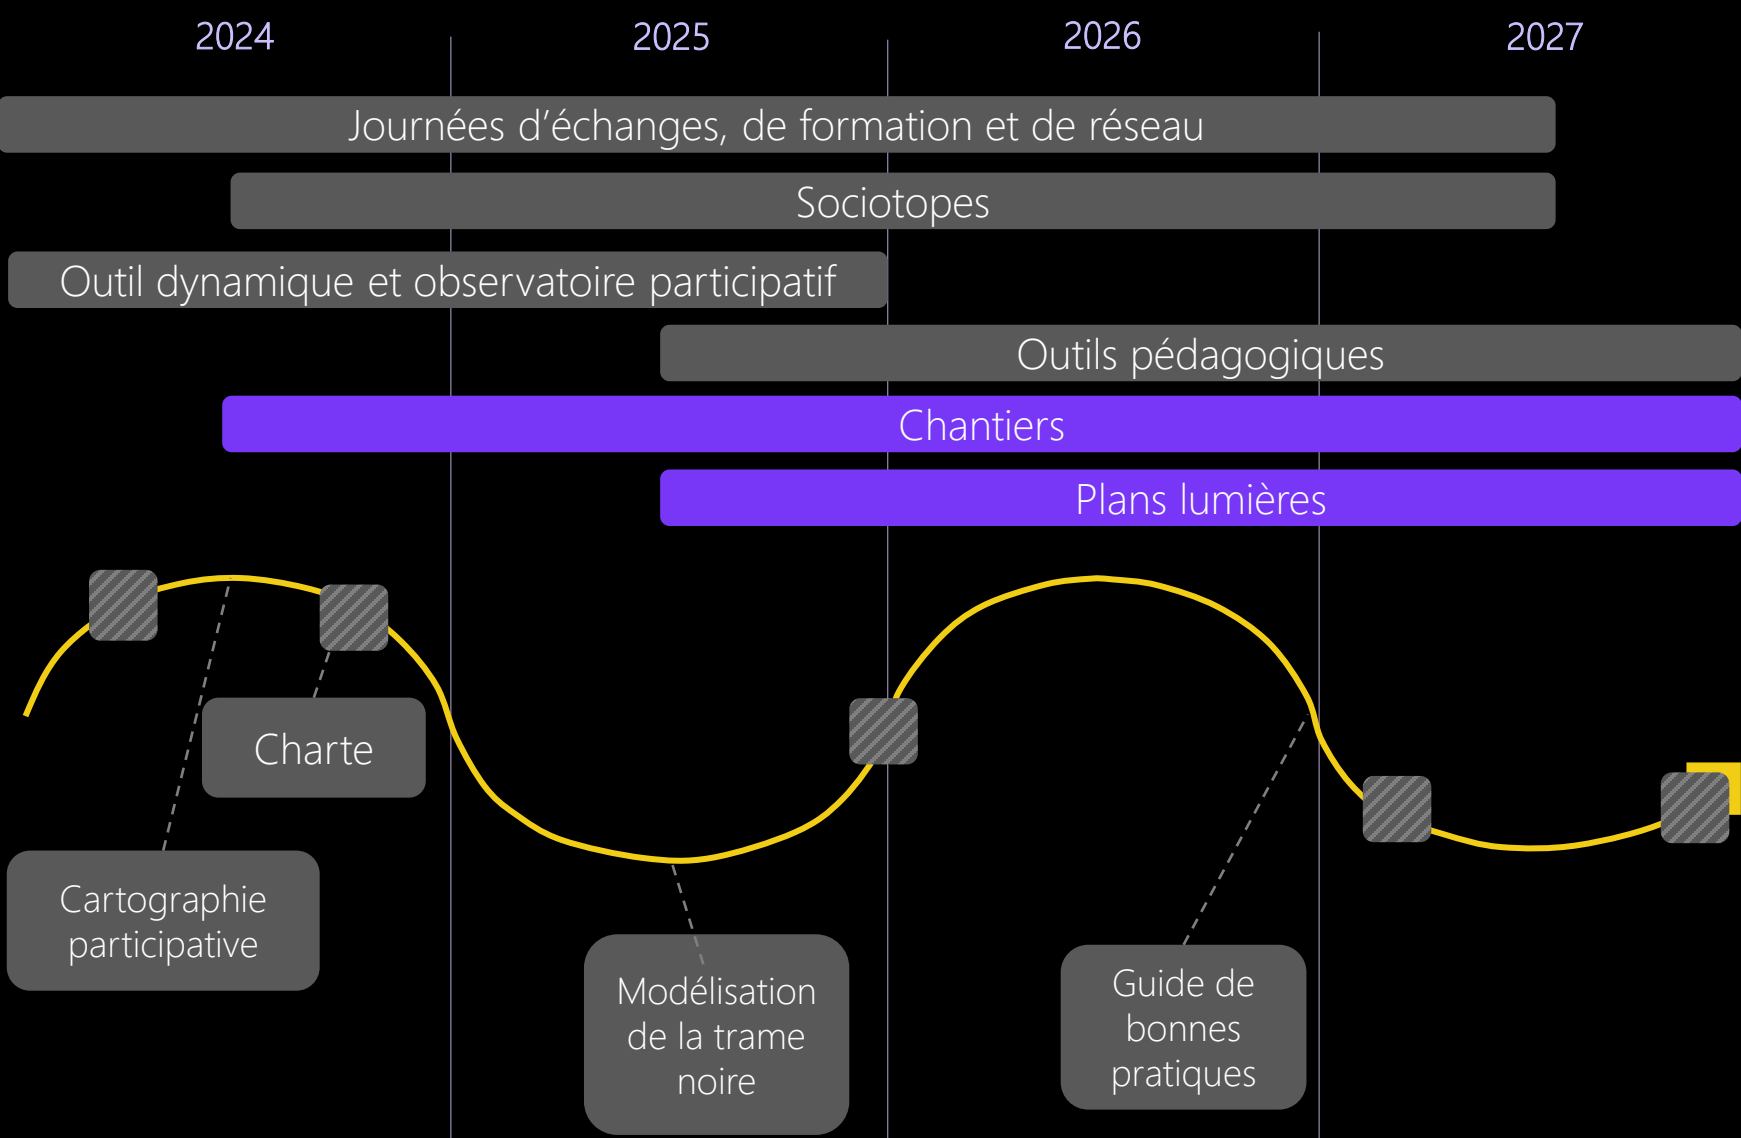 2024
2025
2026
2027
Journées d’échanges, de formation et de réseau
Sociotopes
Outil dynamique et observatoire participatif
Outils pédagogiques
Chantiers
Plans lumières
Charte
Cartographie
participative
Modélisation
de la trame
noire
Guide de
bonnes
pratiques